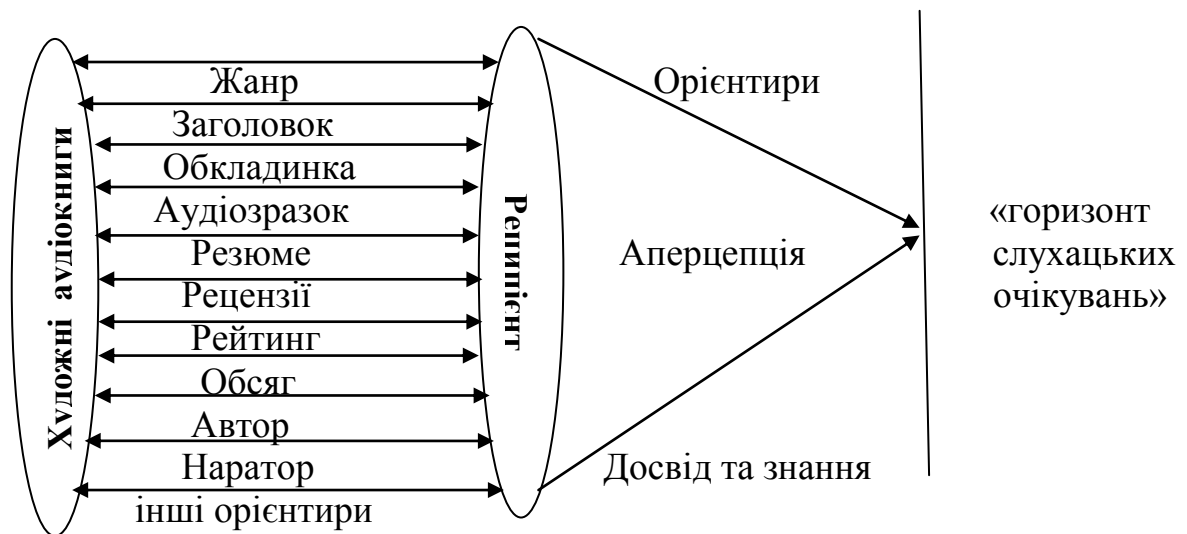 Художні аудіокниги
Жанр
Заголовок
Обкладинка
Аудіозразок
Резюме
Рецензії
Рейтинг
Обсяг
Автор
Наратор
інші орієнтири
Реципієнт
Орієнтири
Аперцепція
Досвід та знання
«горизонт
слухацьких
очікувань»